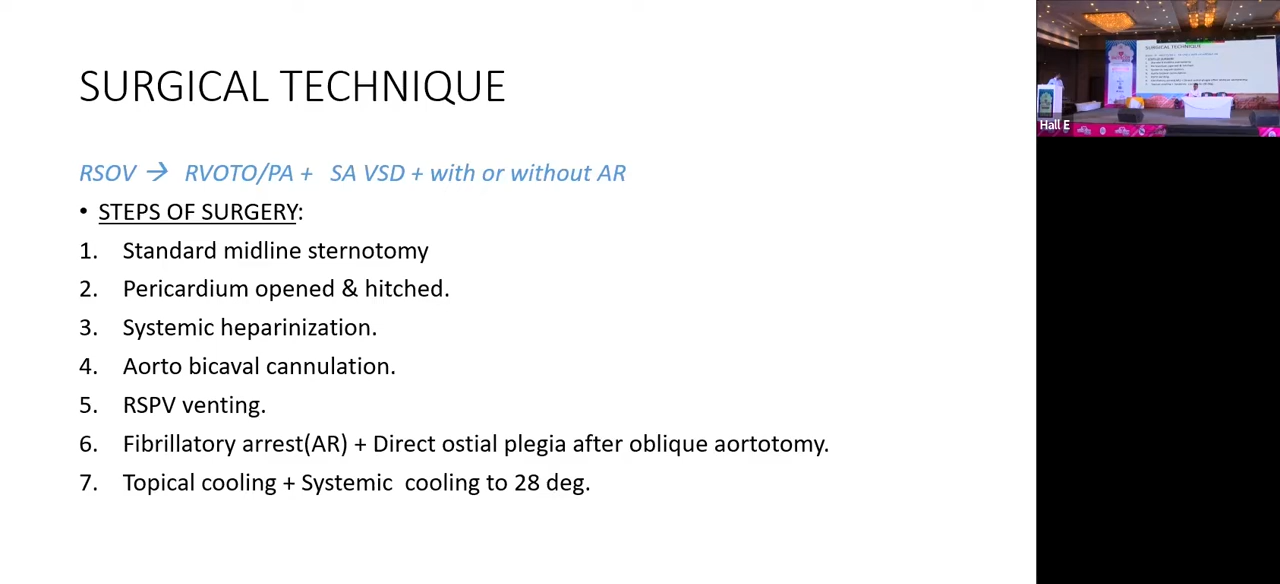 SURGICAL TECHNIQUE
RSOV → RVOTO/PA + SA VSD + with or without AR
• STEPS OF SURGERY:
1. Standard midline sternotomy
2. Pericardium opened & hitched.
3. Systemic heparinization.
4. Aorto bicaval cannulation.
5. RSPV venting.
6. Fibrillatory arrest(AR) + Direct ostial plegia after oblique aortotomy.
7. Topical cooling + Systemic cooling to 28 deg.
SURGICAL TECHNIQUE
Hall E